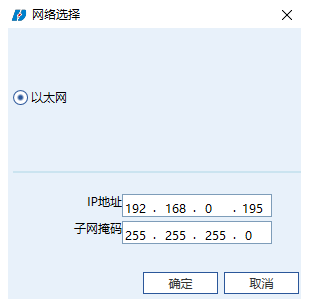 网络选择
以太网
IP地址 192 . 168 . 0 . 195
子网掩码 255 . 255 . 255 . 0
确定 取消